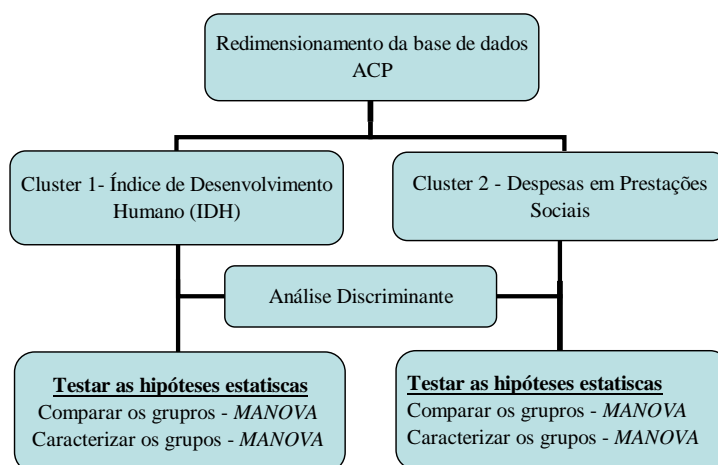 Redimensionamento da base de dados
ACP
Cluster 1- Índice de Desenvolvimento
Humano (IDH)
Cluster 2 - Despesas em Prestações
Sociais
Análise Discriminante
Testar as hipóteses estatiscas
Comparar os grupros - MANOVA
Caracterizar os grupos - MANOVA
Testar as hipóteses estatiscas
Comparar os grupros - MANOVA
Caracterizar os grupos - MANOVA